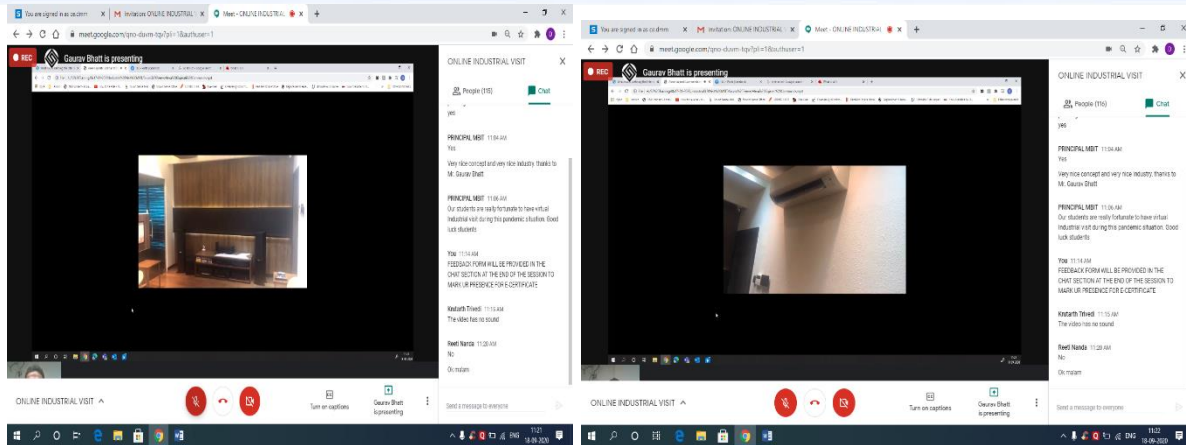 You are signed in as ce.dmm
Invitation: ONLINE INDUSTRIAL V
Meet - ONLINE INDUSTRIAL
meet.google.com/qno-duvm-tqv?pli=1&authuser=1
REC
Gaurav Bhatt is presenting
ONLINE INDUSTRIAL VISIT
People (115)
Chat
yes
PRINCIPAL MBIT 11:04 AM
Yes
Very nice concept and very nice industry, thanks to
Mr. Gaurav Bhatt
PRINCIPAL MBIT 11:06 AM
Our students are really fortunate to have virtual
Industrial visit during this pandemic situation. Good
luck students
You 11:14 AM
FEEDBACK FORM WILL BE PROVIDED IN THE
CHAT SECTION AT THE END OF THE SESSION TO
MARK UR PRESENCE FOR E-CERTIFICATE
Krutarth Trivedi 11:15 AM
The video has no sound
Reeti Nanda 11:20 AM
No
Ok malam
Send a message to everyone
ONLINE INDUSTRIAL VISIT
Turn on captions
Gaurav Bhatt
is presenting
ENG
11:21
18-09-2020
You are signed in as ce.dmm
Invitation: ONLINE INDUSTRIAL V
Meet - ONLINE INDUSTRIAL
meet.google.com/qno-duvm-tqv?pli=1&authuser=1
REC
Gaurav Bhatt is presenting
ONLINE INDUSTRIAL VISIT
People (116)
Chat
yes
PRINCIPAL MBIT 11:04 AM
Yes
Very nice concept and very nice industry, thanks to
Mr. Gaurav Bhatt
PRINCIPAL MBIT 11:06 AM
Our students are really fortunate to have virtual
Industrial visit during this pandemic situation. Good
luck students
You 11:14 AM
FEEDBACK FORM WILL BE PROVIDED IN THE
CHAT SECTION AT THE END OF THE SESSION TO
MARK UR PRESENCE FOR E-CERTIFICATE
Krutarth Trivedi 11:15 AM
The video has no sound
Reeti Nanda 11:20 AM
No
Ok malam
Send a message to everyone
ONLINE INDUSTRIAL VISIT
Turn on captions
Gaurav Bhatt
is presenting
ENG
11:22
18-09-2020